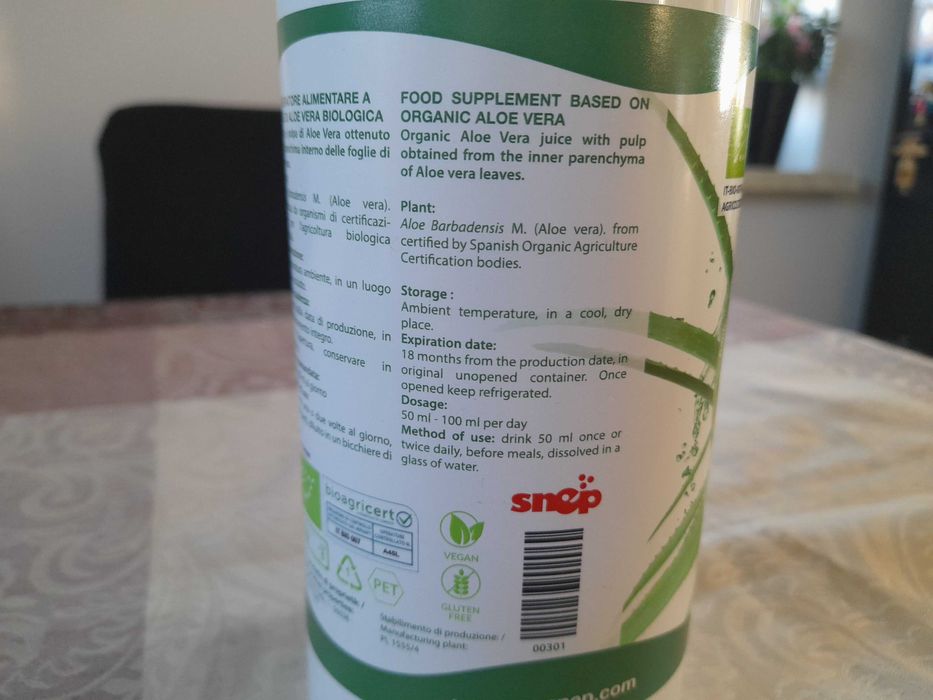 ALIMENTARE A
ALOE VERA BIOLOGICA
di Aloe Vera ottenuto
interno delle foglie di
M. (Aloe vera).
organismi di certificazi-
l'agricoltura biologica
ambiente, in un luogo
data di produzione, in
integro.
conservare in
giorno
due volte al giorno,
diluito in un bicchiere di
FOOD SUPPLEMENT BASED ON
ORGANIC ALOE VERA
Organic Aloe Vera juice with pulp
obtained from the inner parenchyma
of Aloe vera leaves.
Plant:
Aloe Barbadensis M. (Aloe vera). from
certified by Spanish Organic Agriculture
Certification bodies.
Storage :
Ambient temperature, in a cool, dry
place.
Expiration date:
18 months from the production date, in
original unopened container. Once
opened keep refrigerated.
Dosage:
50 ml - 100 ml per day
Method of use: drink 50 ml once or
twice daily, before meals, dissolved in a
glass of water.
bioagricert
A45L
PET
VEGAN
GLUTEN
FREE
snep
00301
Stabilimento di produzione: /
Manufacturing plant:
PL 1555/4
.com